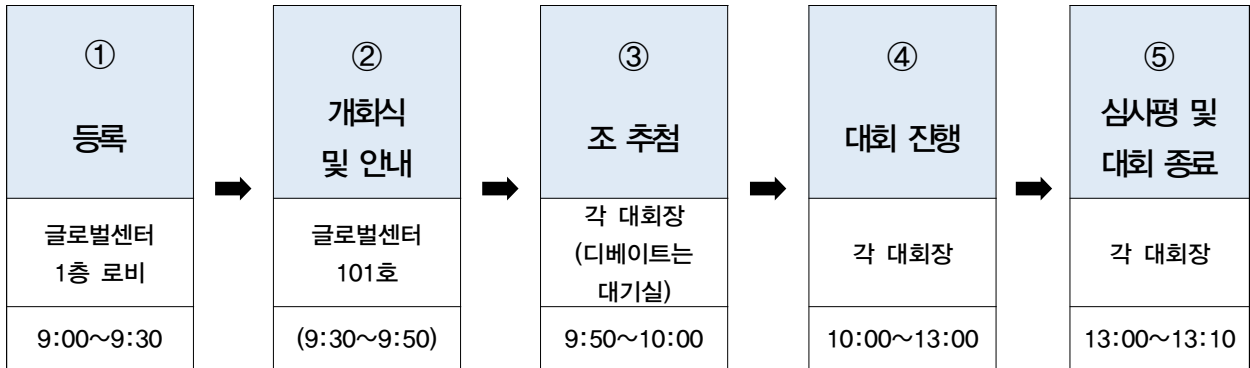 ①
등록
글로벌센터
1층 로비
9:00~9:30
②
개회식
및 안내
글로벌센터
101호
(9:30~9:50)
③
조 추첨
각 대회장
(디베이트는
대기실)
9:50~10:00
④
대회 진행
각 대회장
10:00~13:00
⑤
심사평 및
대회 종료
각 대회장
13:00~13:10